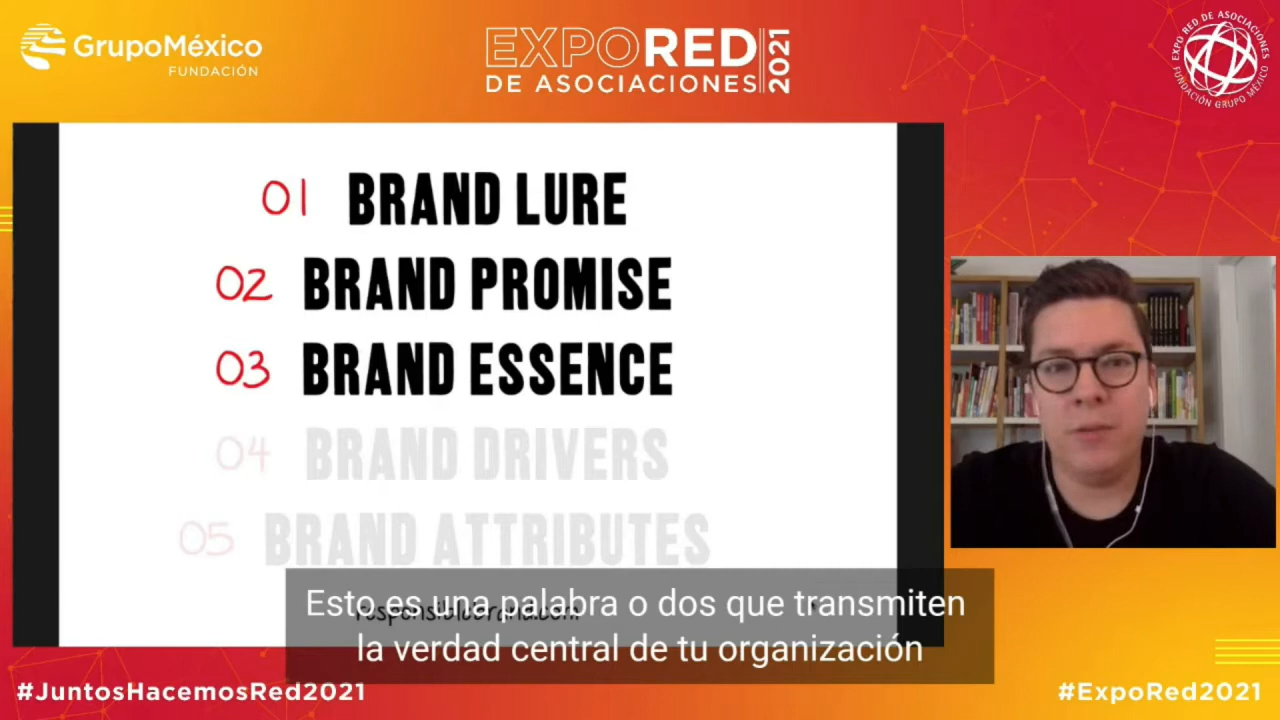 GrupoMéxico
FUNDACIÓN
EXPORED
DE ASOCIACIONES
2021
EXPO RED DE ASOCIACIONES
FUNDACIÓN GRUPO MÉXICO
01 BRAND LURE
02 BRAND PROMISE
03 BRAND ESSENCE
04 BRAND DRIVERS
05 BRAND ATTRIBUTES
responsiblebrand.com
Esto es una palabra o dos que transmiten
la verdad central de tu organización
#JuntosHacemosRed2021
#ExpoRed2021